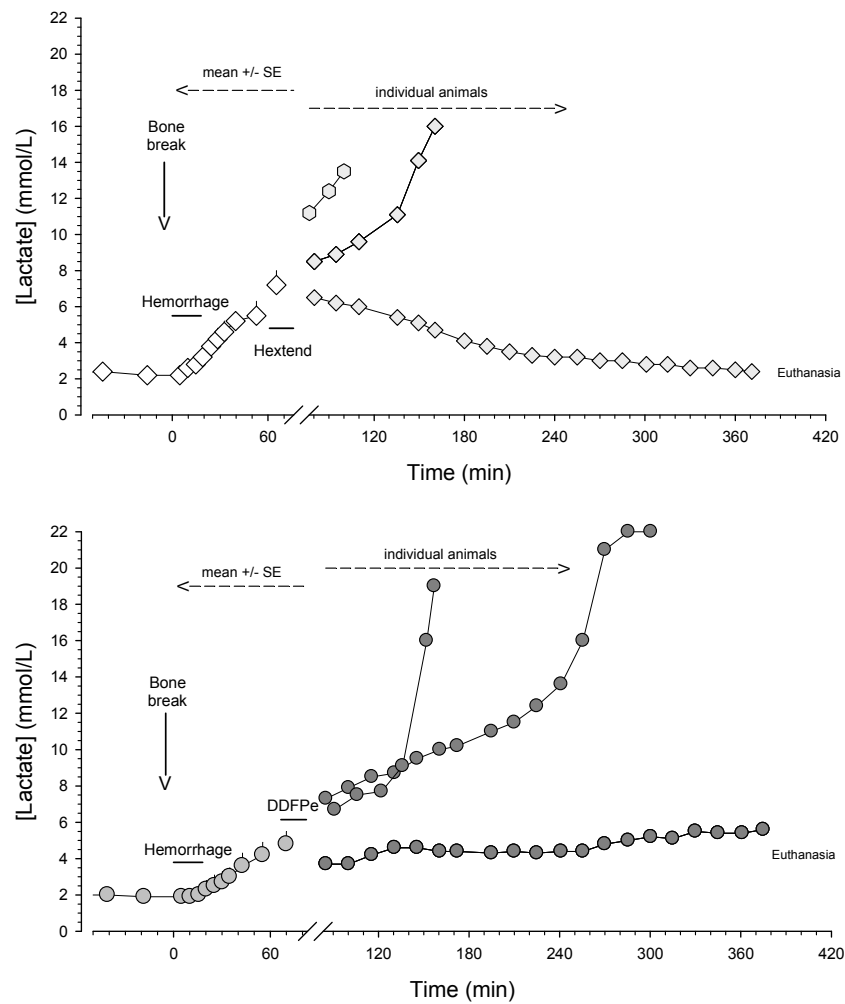 22
20
18
16
14
12
10
8
6
4
2
0
[Lactate] (mmol/L)
mean +/- SE
individual animals
Bone
break
Hemorrhage
Hextend
Euthanasia
0 60 120 180 240 300 360 420
Time (min)
22
20
18
16
14
12
10
8
6
4
2
0
[Lactate] (mmol/L)
individual animals
mean +/- SE
Bone
break
DDFPe
Hemorrhage
Euthanasia
0 60 120 180 240 300 360 420
Time (min)